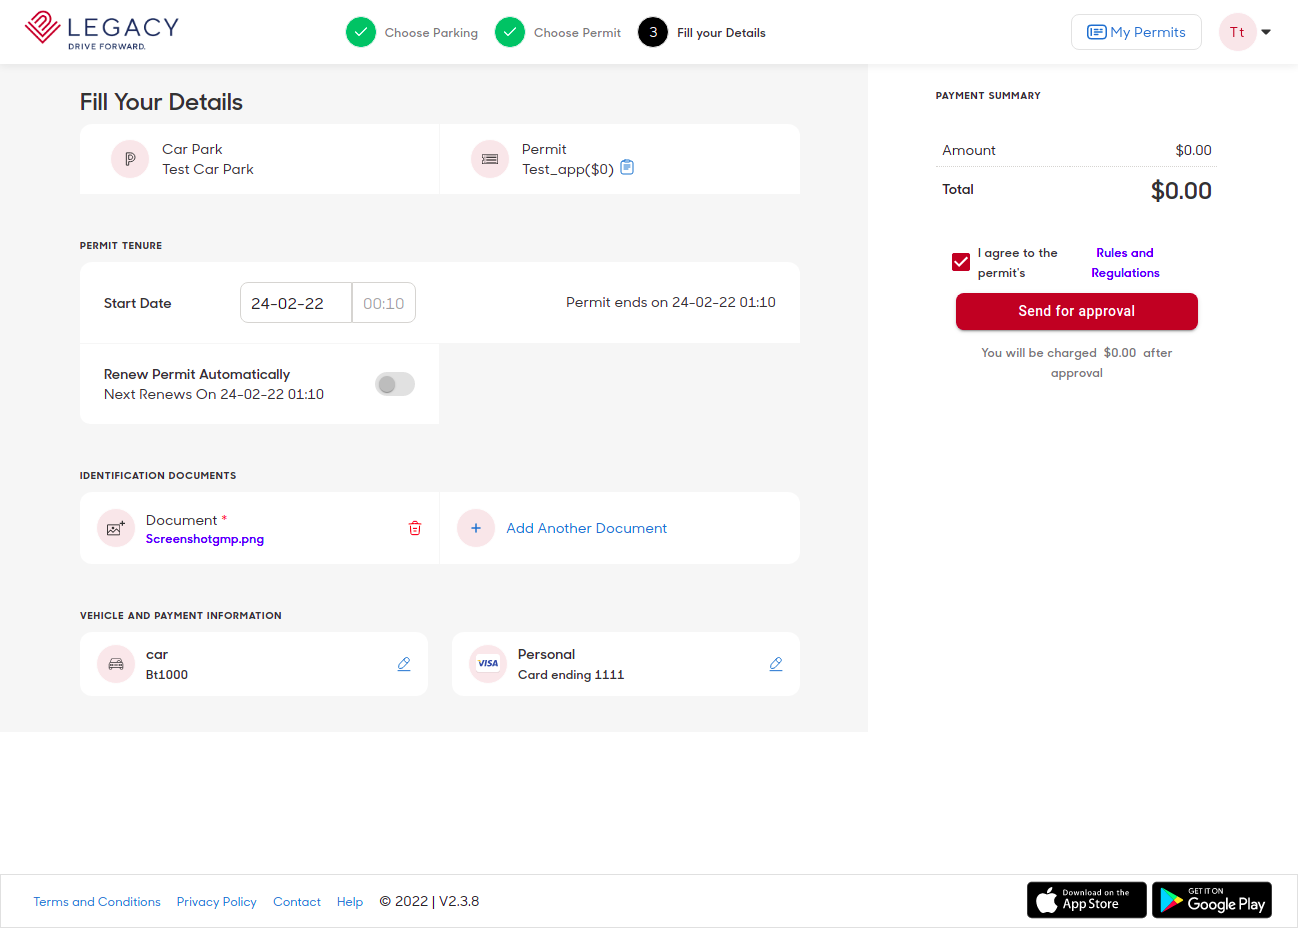 LEGACY
DRIVE FORWARD.
Choose Parking
Choose Permit
3
Fill your Details
My Permits
Tt
Fill Your Details
Car Park
Test Car Park
P
Permit
Test_app($0)
PERMIT TENURE
Start Date
24-02-22
00:10
Permit ends on 24-02-22 01:10
Renew Permit Automatically
Next Renews On 24-02-22 01:10
IDENTIFICATION DOCUMENTS
Document *
Screenshotgmp.png
+
Add Another Document
VEHICLE AND PAYMENT INFORMATION
car
Bt1000
VISA
Personal
Card ending 1111
PAYMENT SUMMARY
Amount $0.00
Total $0.00
I agree to the
permit's
Rules and
Regulations
Send for approval
You will be charged $0.00 after
approval
Terms and Conditions
Privacy Policy
Contact
Help
© 2022 | V2.3.8
Download on the
App Store
GET IT ON
Google Play